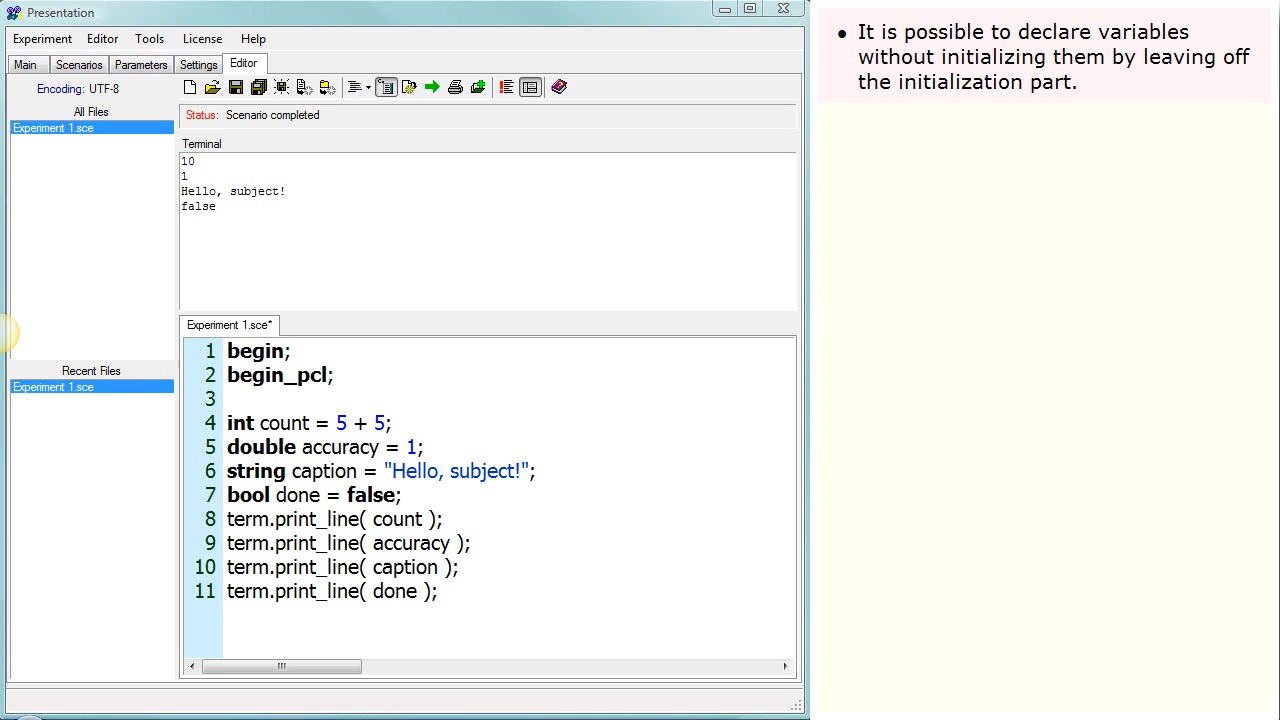 Presentation
Experiment Editor Tools License Help
Main Scenarios Parameters Settings Editor
Encoding: UTF-8
All Files
Experiment 1.sce
Status: Scenario completed
Terminal
10
1
Hello, subject!
false
Recent Files
Experiment 1.sce
Experiment 1.sce*
1 begin;
2 begin_pcl;
3
4 int count = 5 + 5;
5 double accuracy = 1;
6 string caption = "Hello, subject!";
7 bool done = false;
8 term.print_line( count );
9 term.print_line( accuracy );
10 term.print_line( caption );
11 term.print_line( done );
• It is possible to declare variables
without initializing them by leaving off
the initialization part.